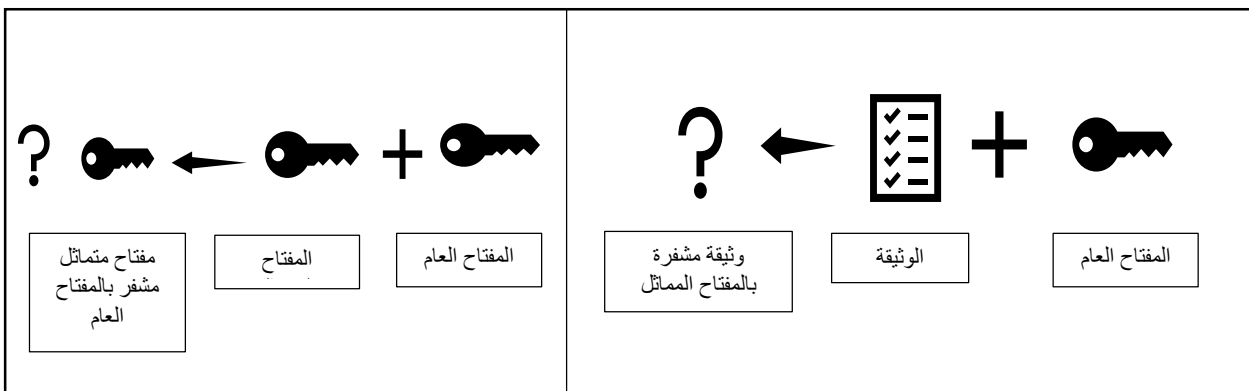 المفتاح العام
الوثيقة
وثيقة مشفرة
بالمفتاح المماثل
المفتاح العام
المفتاح
مفتاح متماثل
مشفر بالمفتاح
العام